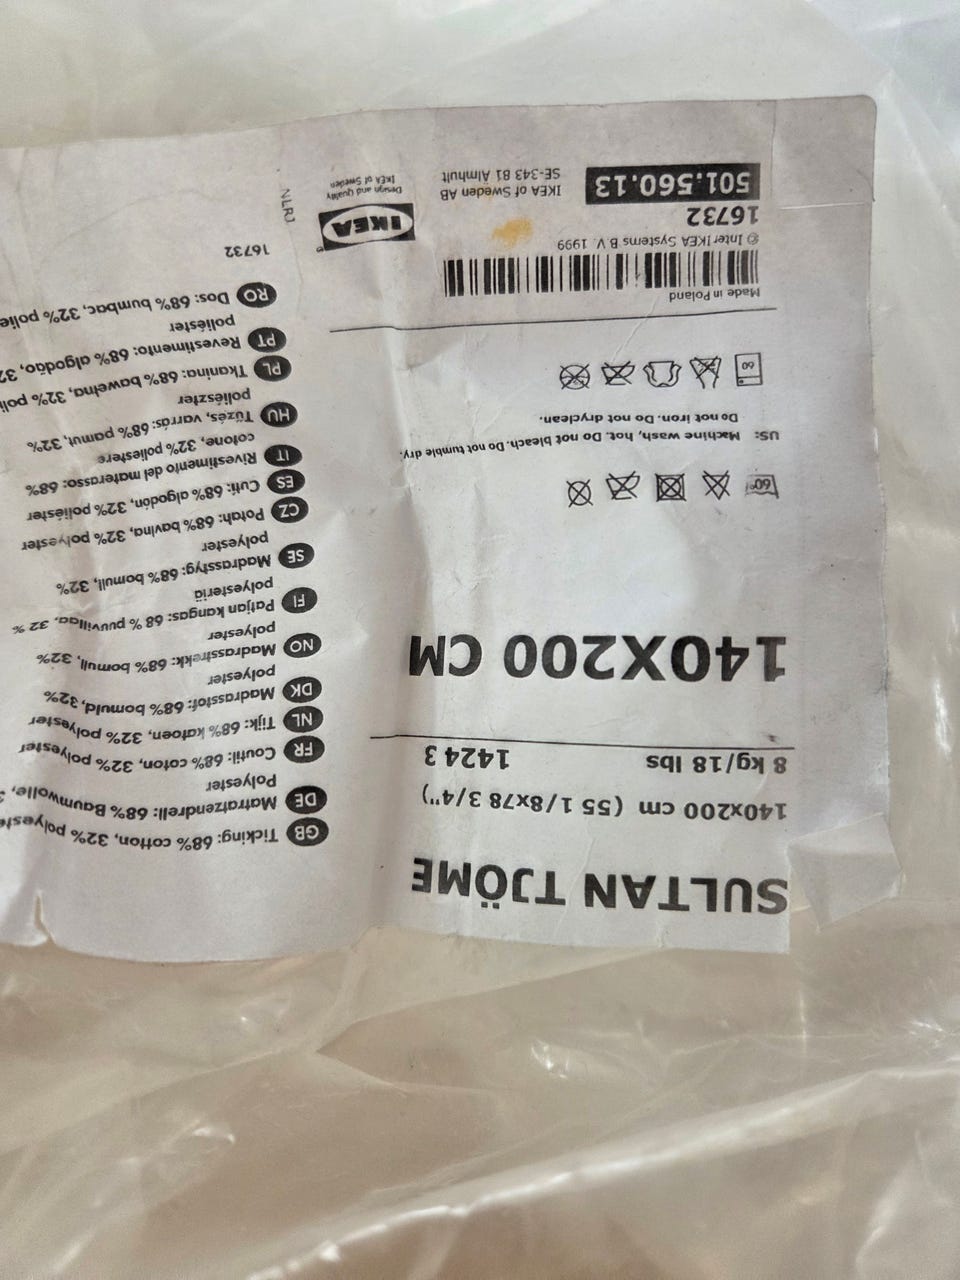 SULTAN TJÖME
140x200 cm (55 1/8x78 3/4")
8 kg/18 lbs 1424 3
140X200 CM
60°
US: Machine wash, hot. Do not bleach. Do not tumble dry.
Do not iron. Do not dryclean.
60
Made in Poland
© Inter IKEA Systems B.V. 1999
16732
501.560.13
IKEA of Sweden AB
SE-343 81 Älmhult
IKEA
®
Design and quality
IKEA of Sweden
GB Ticking: 68% cotton, 32%
DE Matratzendrell: 68% Baumwolle,
Polyester
FR Coutil: 68% coton, 32% polyester
NL Tijk: 68% katoen, 32% polyester
DK Madrasstof: 68% bomuld, 32%
polyester
NO Madrasstrekk: 68% bomull, 32%
polyester
FI Patjan kangas: 68 % puuvillaa, 32 %
polyesteriä
SE Madrasstyg: 68% bomull, 32%
polyester
CZ Potah: 68% bavlna, 32% polyester
ES Cutí: 68% algodón, 32% poliéster
IT Rivestimento del materasso: 68%
cotone, 32% poliestere
HU Tűzés, varrás: 68% pamut, 32%
poliészter
PL Tkanina: 68% bawełna, 32%
PT Revestimento: 68% algodão,
poliéster
RO Dos: 68% bumbac, 32%
16732
NLRJ